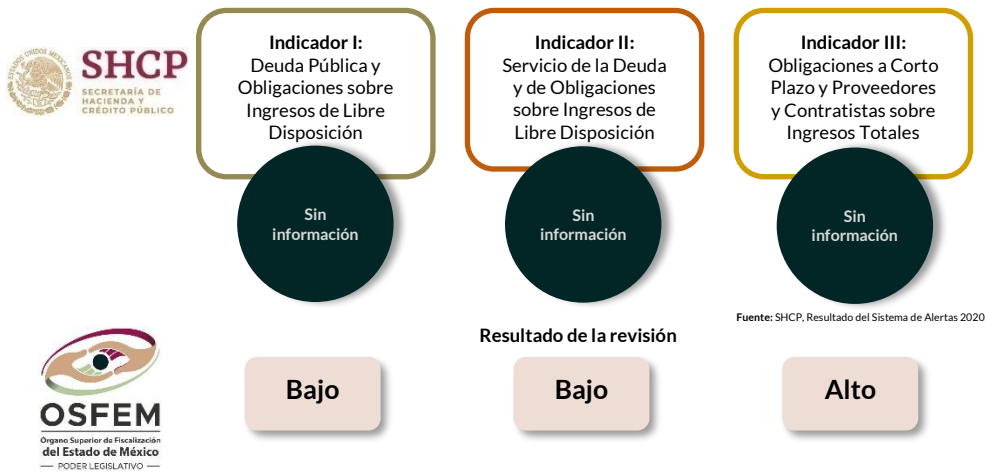 ESTADOS UNIDOS MEXICANOS
SHCP
SECRETARÍA DE
HACIENDA Y
CRÉDITO PÚBLICO
Indicador I:
Deuda Pública y
Obligaciones sobre
Ingresos de Libre
Disposición
Sin
información
Indicador II:
Servicio de la Deuda
y de Obligaciones
sobre Ingresos de
Libre Disposición
Sin
información
Indicador III:
Obligaciones a Corto
Plazo y Proveedores
y Contratistas sobre
Ingresos Totales
Sin
información
Fuente: SHCP, Resultado del Sistema de Alertas 2020
OSFEM
Órgano Superior de Fiscalización
del Estado de México
PODER LEGISLATIVO
Resultado de la revisión
Bajo
Bajo
Alto